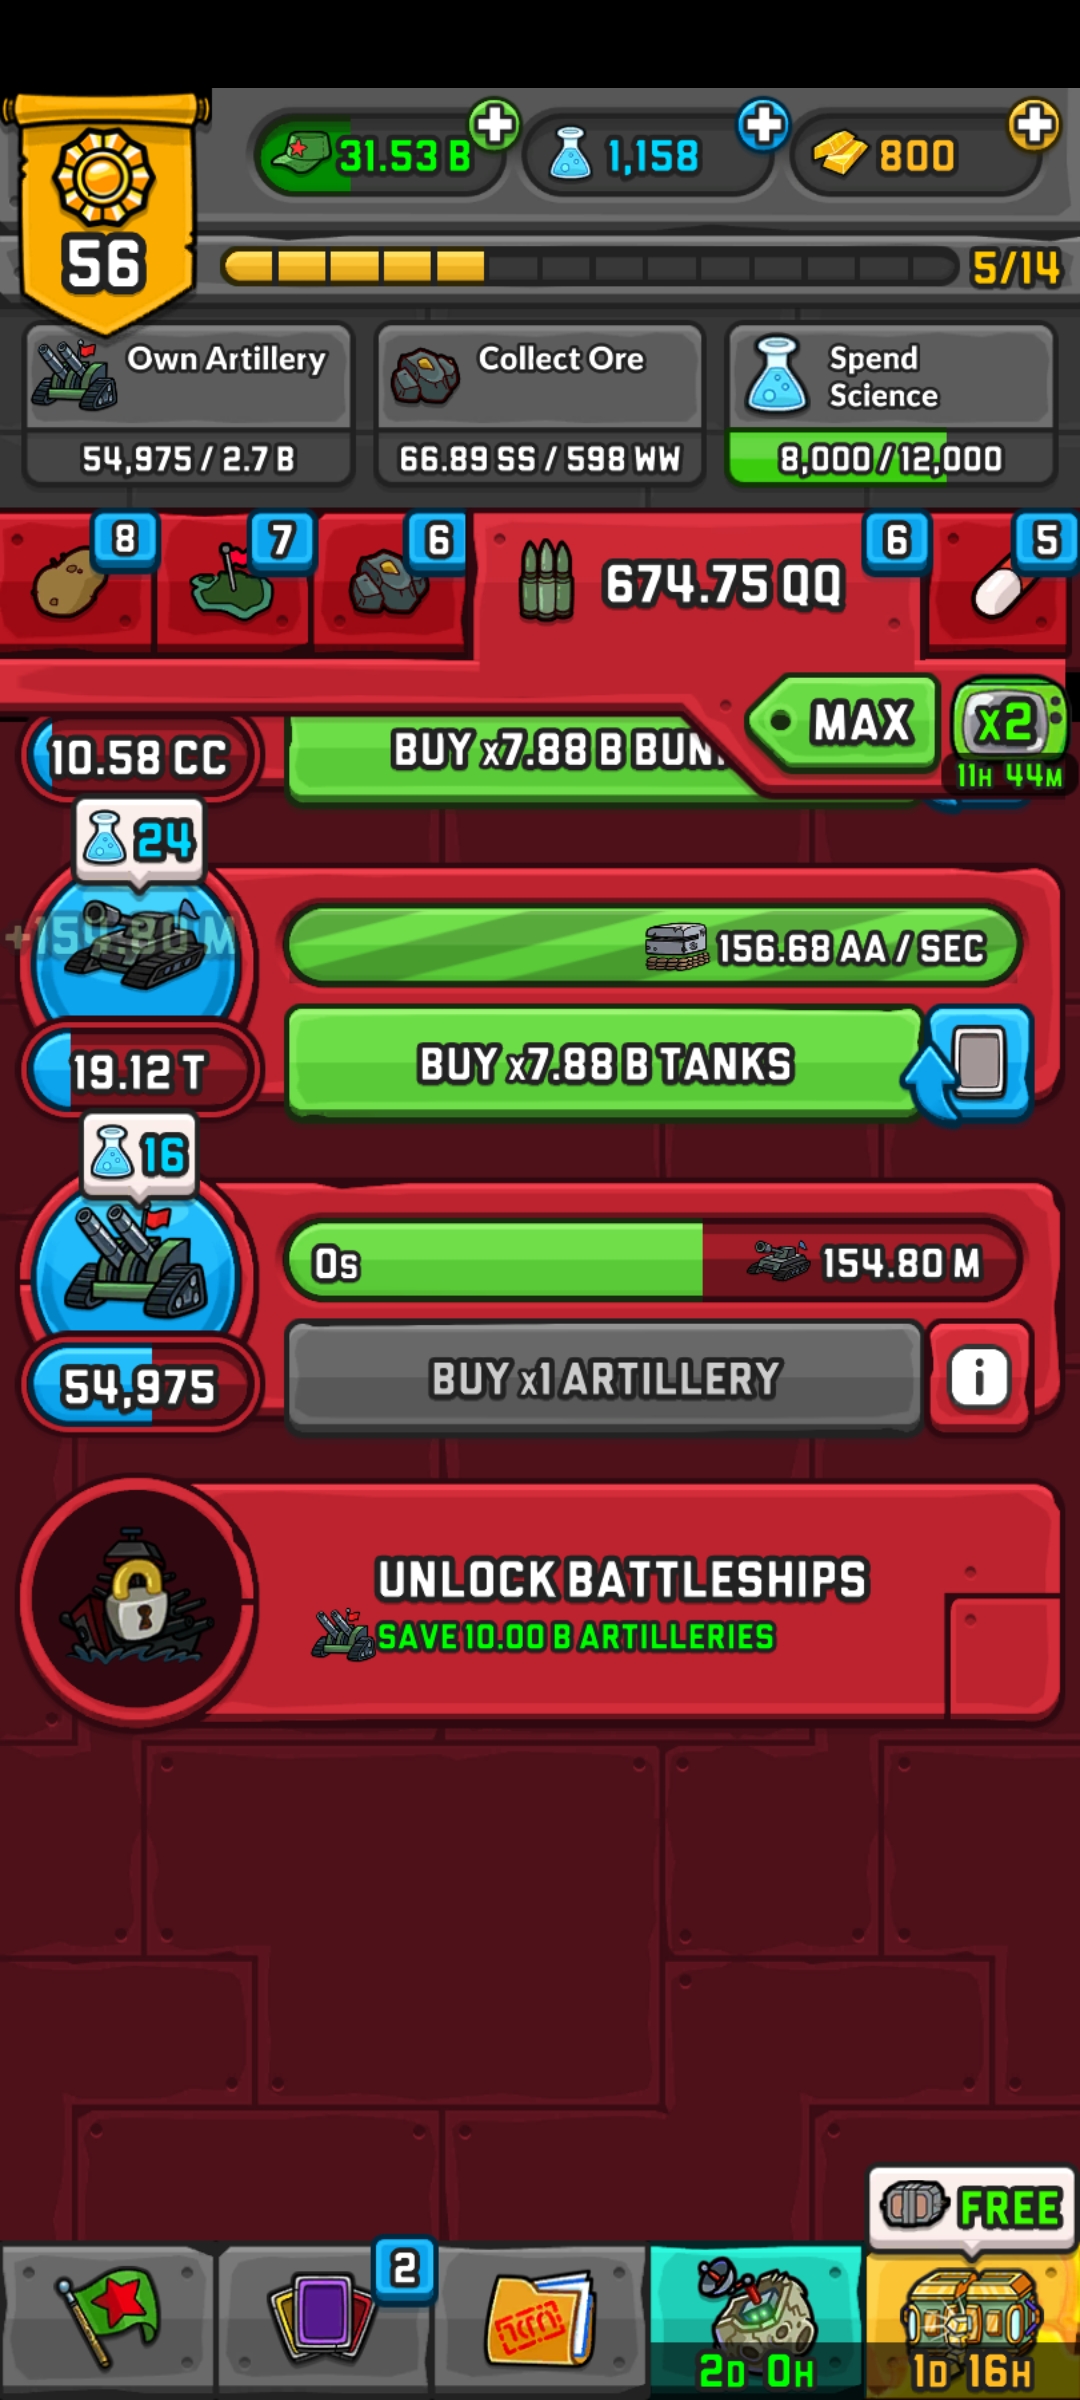 31.53 B
1,158
800
56
5/14
Own Artillery
54,975 / 2.7 B
Collect Ore
66.89 SS / 598 WW
Spend
Science
8,000 / 12,000
8
7
6
674.75 QQ
6
5
MAX
x2
11H 44M
10.58 CC
BUY x7.88 B BUN
24
+154.80 M
156.68 AA / SEC
19.12 T
BUY x7.88 B TANKS
16
0s
154.80 M
54,975
BUY x1 ARTILLERY
i
UNLOCK BATTLESHIPS
SAVE 10.00 B ARTILLERIES
FREE
2
2D 0H
1D 16H